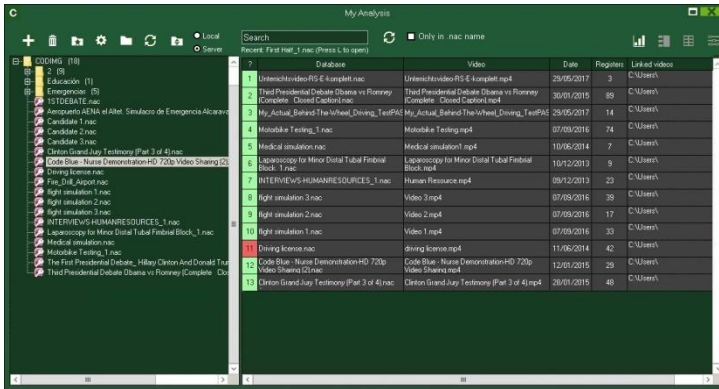 C My Analysis
Local
Server
Search
Only in .nac name
Recent: First Half_1.nac (Press L to open)
CODIMG (18)
2 (9)
Educación (1)
Emergencias (5)
1STDEBATE.nac
Aeropuerto AENA el Altet. Simulacro de Emergencia Alcarava
Candidate 1.nac
Candidate 2.nac
Candidate 3.nac
Clinton Grand Jury Testimony (Part 3 of 4).nac
Code Blue - Nurse Demonstration-HD 720p Video Sharing (2)
Driving license.nac
Fire_Drill_Airport.nac
flight simulation 1.nac
flight simulation 2.nac
flight simulation 3.nac
INTERVIEWS-HUMANRESOURCES_1.nac
Laparoscopy for Minor Distal Tubal Fimbrial Block_1.nac
Medical simulation.nac
Motorbike Testing_1.nac
The First Presidential Debate_ Hillary Clinton And Donald Trum
Third Presidential Debate Obama vs Romney (Complete Clos
? Database Video Date Registers Linked videos
1 Unterrichtsvideo-RS-E-komplett.nac Unterrichtsvideo-RS-E-komplett.mp4 29/05/2017 3 C:\Users\
2 Third Presidential Debate Obama vs Romney (Complete Closed Caption).nac Third Presidential Debate Obama vs Romney (Complete Closed Caption).mp4 30/01/2015 89 C:\Users\
3 My_Actual_Behind-The-Wheel_Driving_TestPAS My_Actual_Behind-The-Wheel_Driving_TestPAS 29/05/2017 14 C:\Users\
4 Motorbike Testing_1.nac Motorbike Testing.mp4 07/09/2016 74 C:\Users\
5 Medical simulation.nac Medical simulation1.mp4 10/06/2014 7 C:\Users\
6 Laparoscopy for Minor Distal Tubal Fimbrial Block_1.nac Laparoscopy for Minor Distal Tubal Fimbrial Block.mp4 10/12/2013 9 C:\Users\
7 INTERVIEWS-HUMANRESOURCES_1.nac Human Resource.mp4 09/12/2013 23 C:\Users\
8 flight simulation 3.nac Video 3.mp4 07/09/2016 39 C:\Users\
9 flight simulation 2.nac Video 2.mp4 07/09/2016 17 C:\Users\
10 flight simulation 1.nac Video 1.mp4 07/09/2016 33 C:\Users\
11 Driving license.nac driving license.mp4 11/06/2014 42 C:\Users\
12 Code Blue - Nurse Demonstration-HD 720p Video Sharing (2).nac Code Blue - Nurse Demonstration-HD 720p Video Sharing.mp4 12/01/2015 29 C:\Users\
13 Clinton Grand Jury Testimony (Part 3 of 4).nac Clinton Grand Jury Testimony (Part 3 of 4).mp4 28/01/2015 48 C:\Users\